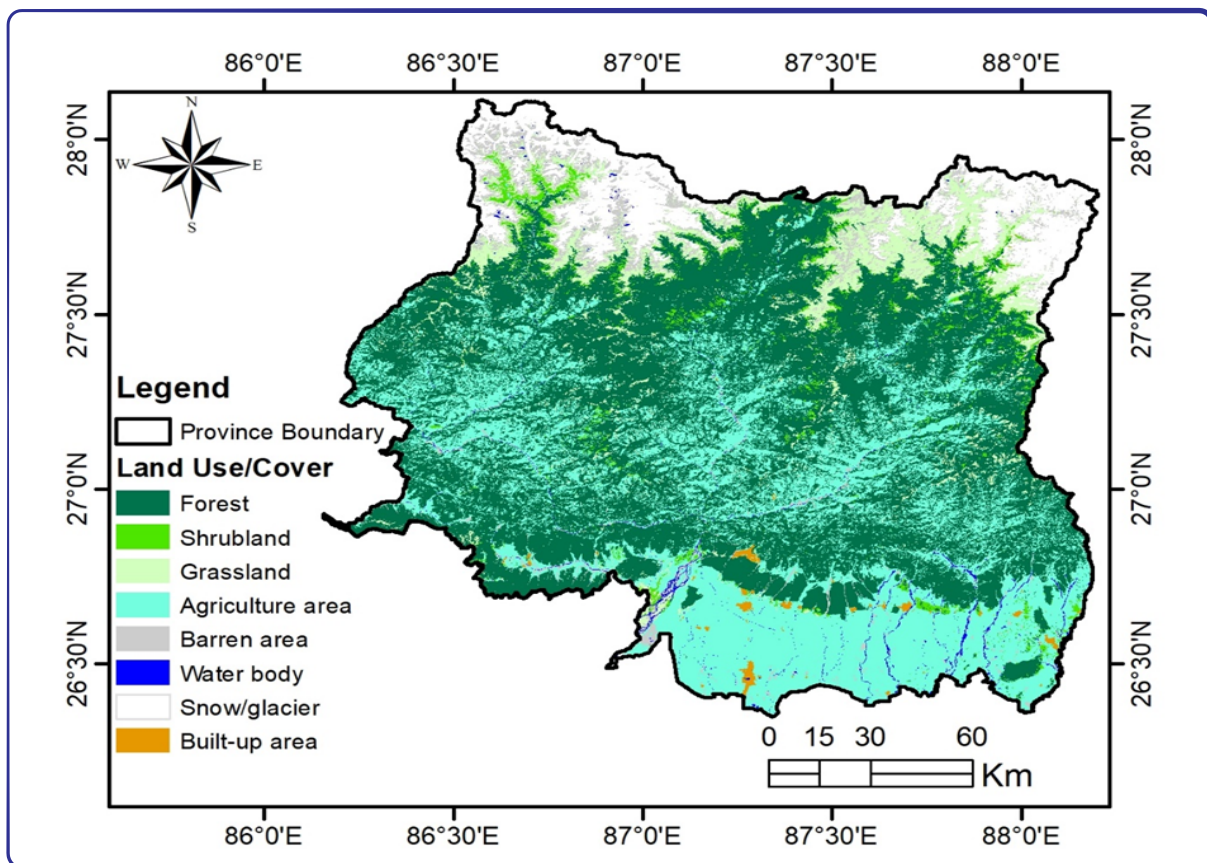 86°0'E 86°30'E 87°0'E 87°30'E 88°0'E
N
W E
S
28°0'N
28°0'N
27°30'N
27°30'N
27°0'N
27°0'N
26°30'N
26°30'N
Legend
Province Boundary
Land Use/Cover
Forest
Shrubland
Grassland
Agriculture area
Barren area
Water body
Snow/glacier
Built-up area
0 15 30 60
Km
86°0'E 86°30'E 87°0'E 87°30'E 88°0'E